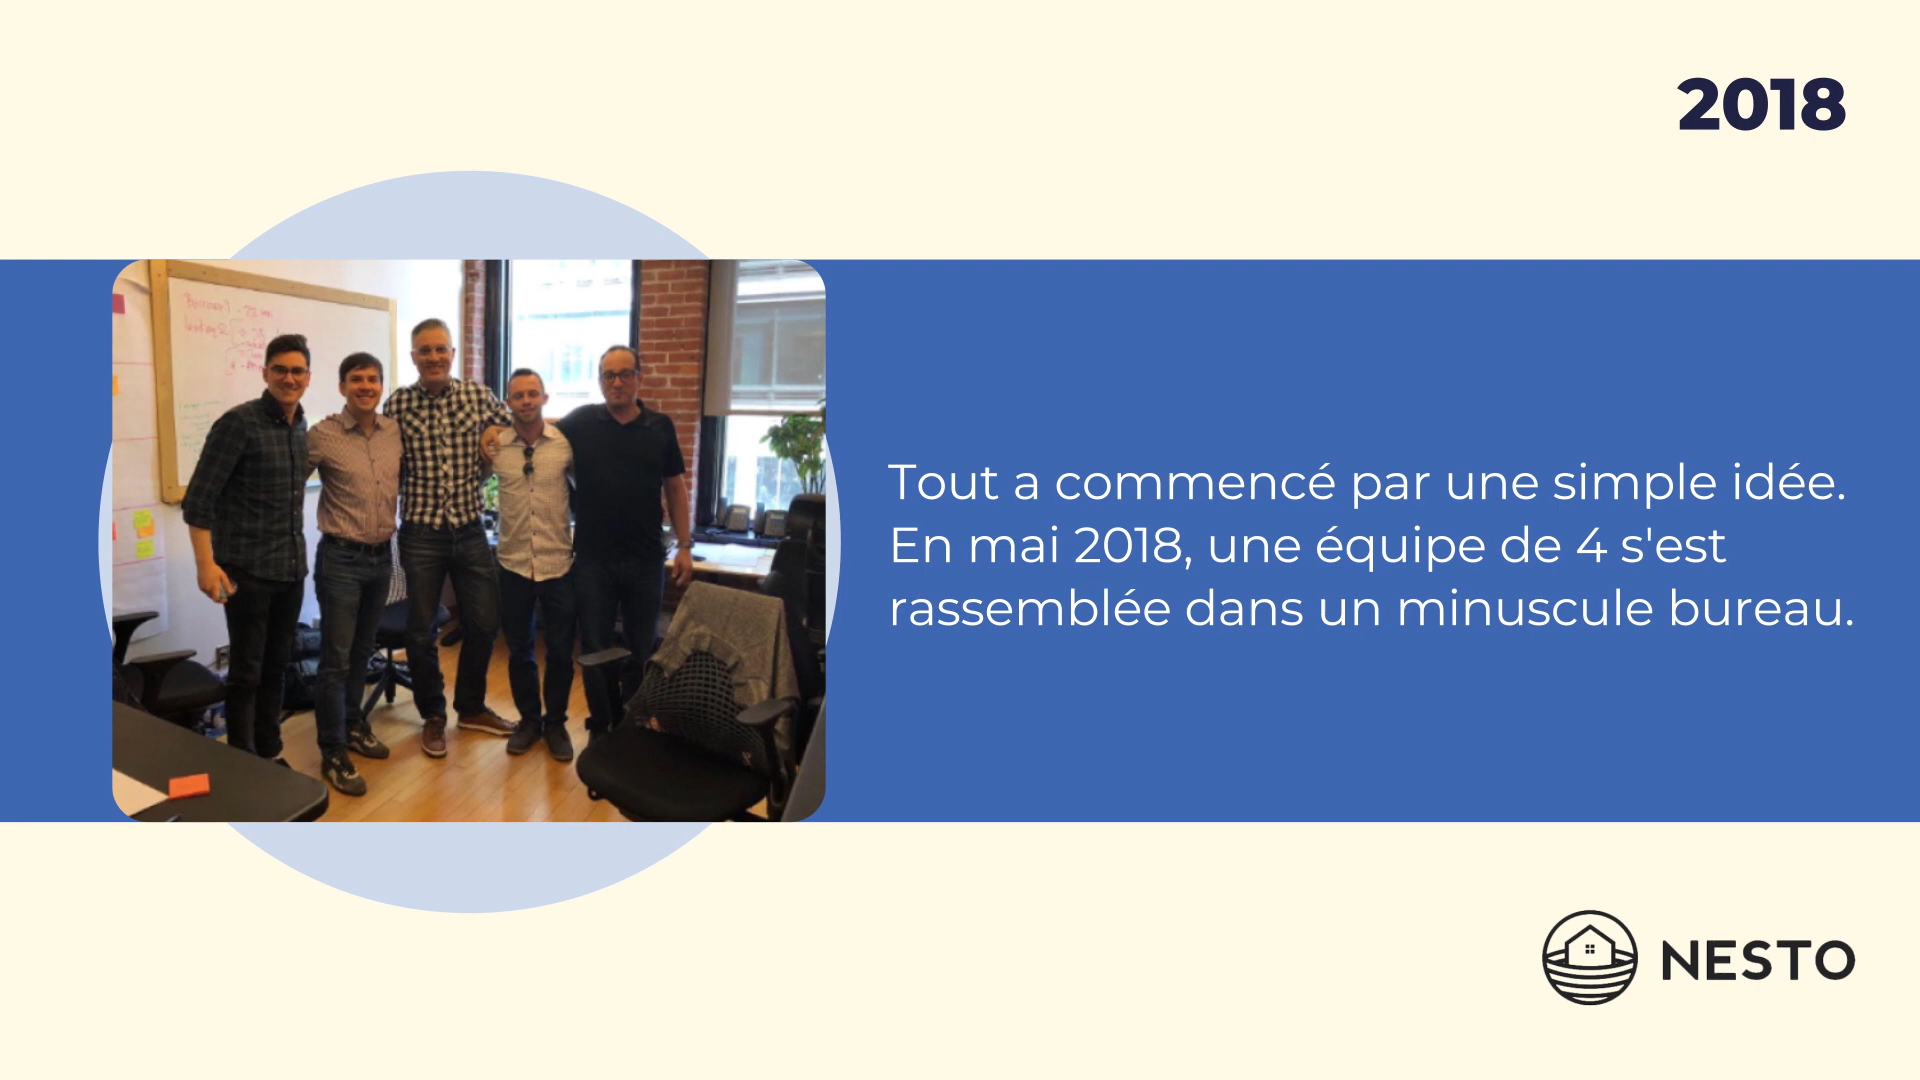 2018
Tout a commencé par une simple idée.
En mai 2018, une équipe de 4 s'est
rassemblée dans un minuscule bureau.
NESTO